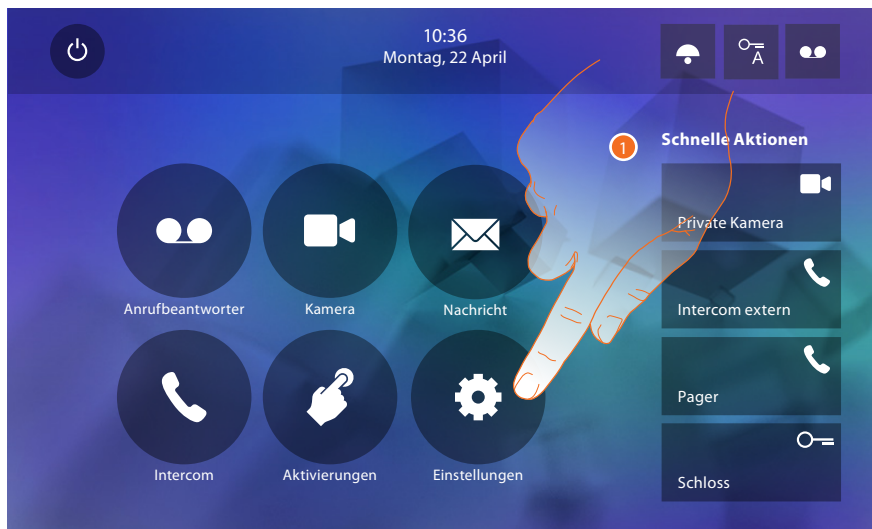 10:36
Montag, 22 April
A
1
Schnelle Aktionen
Private Kamera
Intercom extern
Pager
Schloss
Anrufbeantworter
Kamera
Nachricht
Intercom
Aktivierungen
Einstellungen